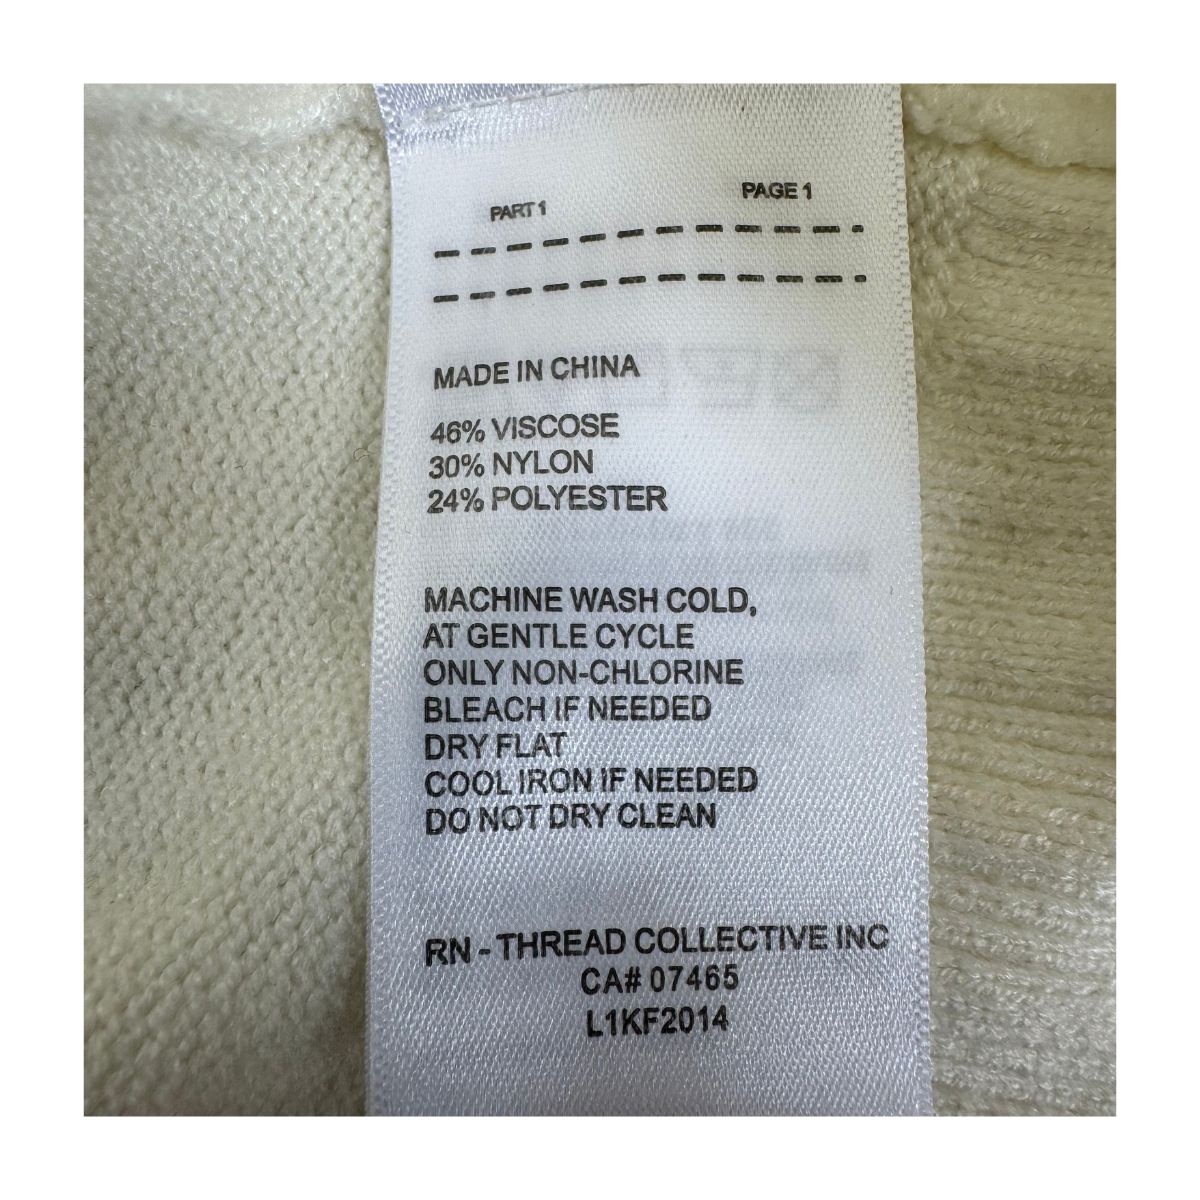 PART 1 PAGE 1
MADE IN CHINA
46% VISCOSE
30% NYLON
24% POLYESTER
MACHINE WASH COLD,
AT GENTLE CYCLE
ONLY NON-CHLORINE
BLEACH IF NEEDED
DRY FLAT
COOL IRON IF NEEDED
DO NOT DRY CLEAN
RN - THREAD COLLECTIVE INC
CA# 07465
L1KF2014